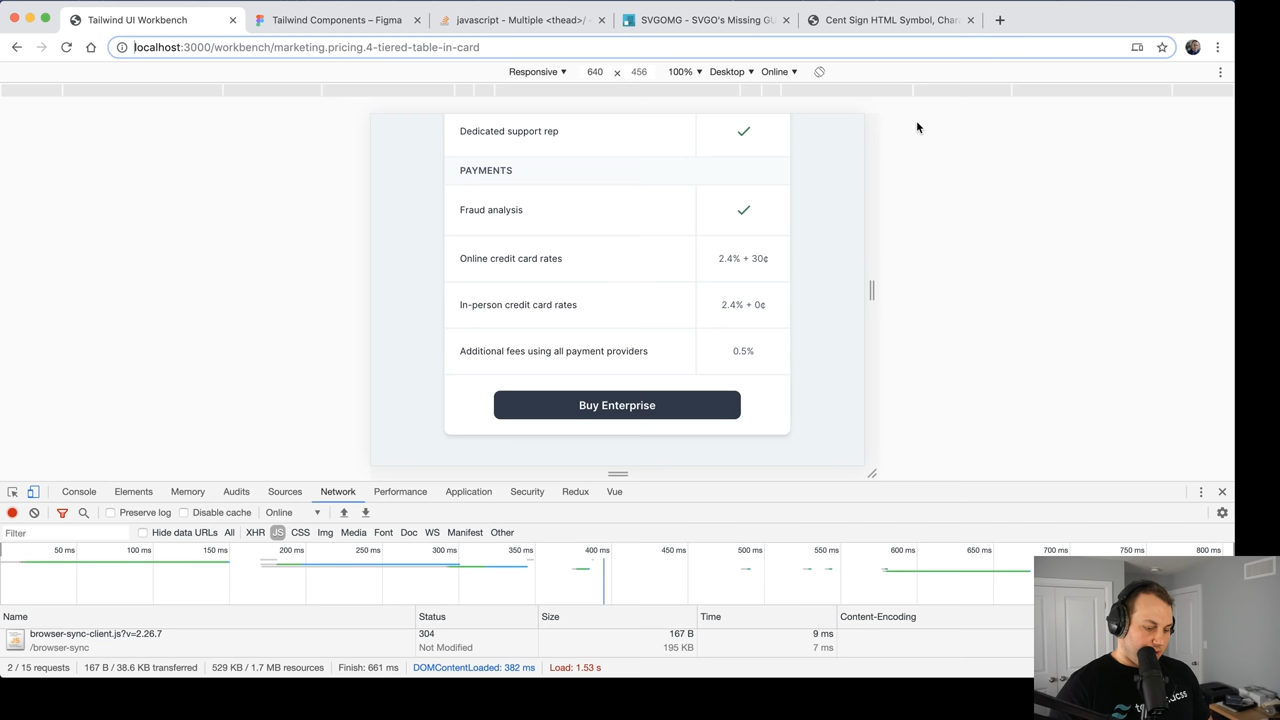 Tailwind UI Workbench
Tailwind Components – Figma
javascript - Multiple <thead>/
SVGOMG - SVGO's Missing GU
Cent Sign HTML Symbol, Char
localhost:3000/workbench/marketing.pricing.4-tiered-table-in-card
Responsive 640 × 456 100% Desktop Online
Dedicated support rep
PAYMENTS
Fraud analysis
Online credit card rates 2.4% + 30¢
In-person credit card rates 2.4% + 0¢
Additional fees using all payment providers 0.5%
Buy Enterprise
Console Elements Memory Audits Sources Network Performance Application Security Redux Vue
Preserve log Disable cache Online
Filter Hide data URLs All XHR JS CSS Img Media Font Doc WS Manifest Other
50 ms 100 ms 150 ms 200 ms 250 ms 300 ms 350 ms 400 ms 450 ms 500 ms 550 ms 600 ms 650 ms 700 ms 750 ms 800 ms
Name Status Size Time Content-Encoding
browser-sync-client.js?v=2.26.7 304 167 B 9 ms
/browser-sync Not Modified 195 KB 7 ms
2 / 15 requests 167 B / 38.6 KB transferred 529 KB / 1.7 MB resources Finish: 661 ms DOMContentLoaded: 382 ms Load: 1.53 s